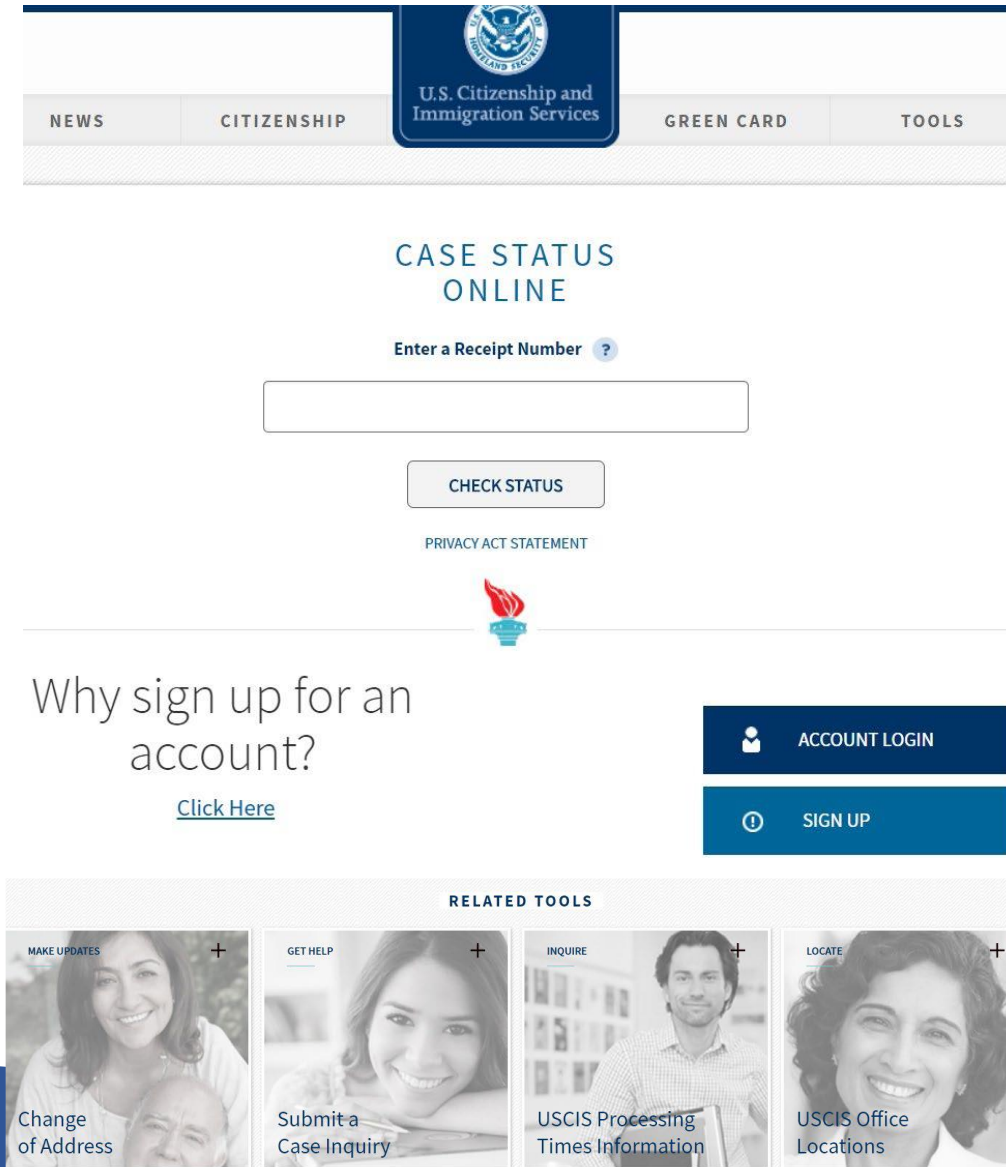 HOMELAND SECURITY
U.S. Citizenship and
Immigration Services
NEWS
CITIZENSHIP
GREEN CARD
TOOLS
CASE STATUS
ONLINE
Enter a Receipt Number ?
CHECK STATUS
PRIVACY ACT STATEMENT
Why sign up for an
account?
Click Here
ACCOUNT LOGIN
SIGN UP
RELATED TOOLS
MAKE UPDATES +
Change
of Address
GET HELP +
Submit a
Case Inquiry
INQUIRE +
USCIS Processing
Times Information
LOCATE +
USCIS Office
Locations